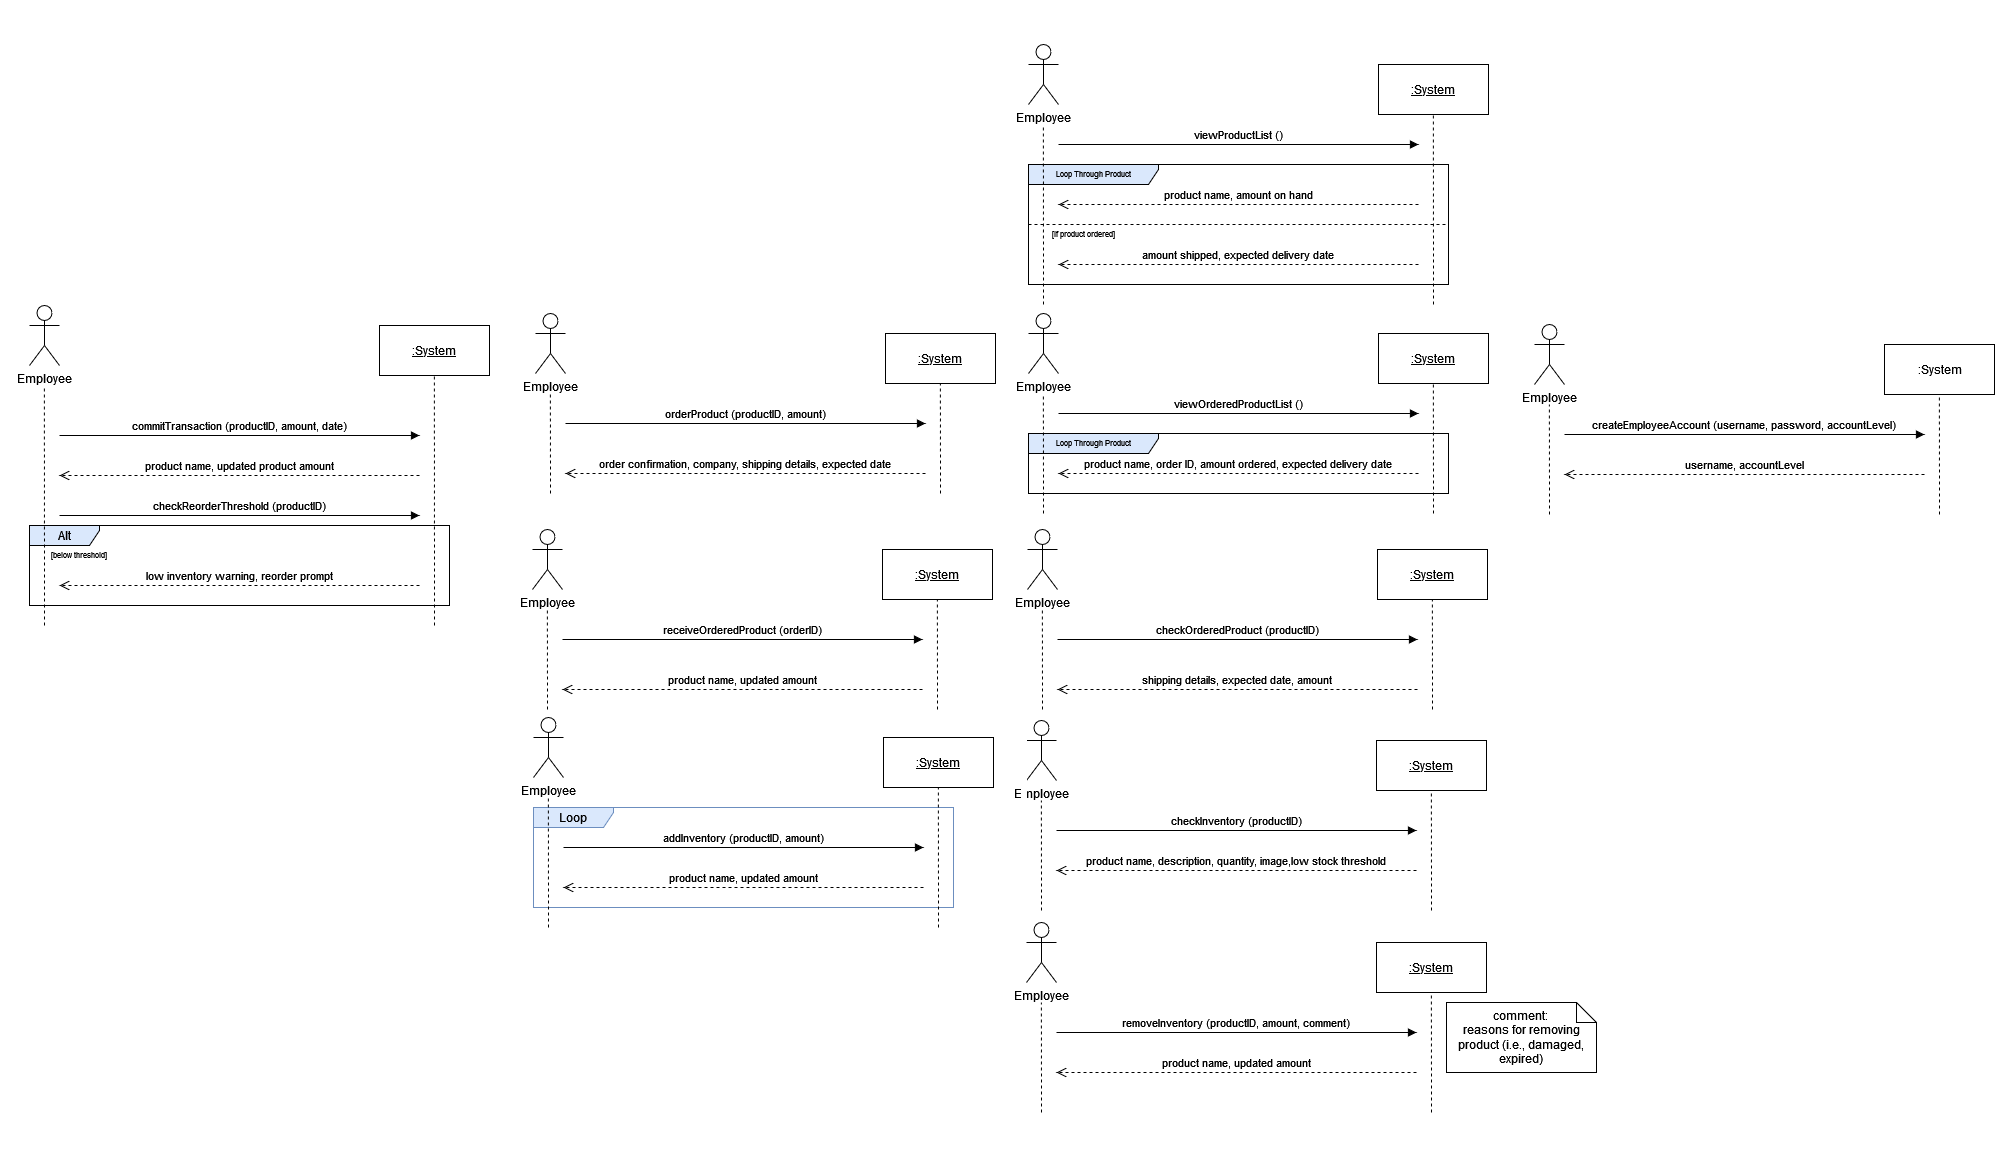 Employee
:System
viewProductList ()
Loop Through Product
product name, amount on hand
[if product ordered]
amount shipped, expected delivery date
Employee
:System
commitTransaction (productID, amount, date)
product name, updated product amount
checkReorderThreshold (productID)
Alt
[below threshold]
low inventory warning, reorder prompt
Employee
:System
orderProduct (productID, amount)
order confirmation, company, shipping details, expected date
Employee
:System
viewOrderedProductList ()
Loop Through Product
product name, order ID, amount ordered, expected delivery date
Employee
:System
createEmployeeAccount (username, password, accountLevel)
username, accountLevel
Employee
:System
receiveOrderedProduct (orderID)
product name, updated amount
Employee
:System
checkOrderedProduct (productID)
shipping details, expected date, amount
Employee
:System
Loop
addInventory (productID, amount)
product name, updated amount
Employee
:System
checkInventory (productID)
product name, description, quantity, image,low stock threshold
Employee
:System
removeInventory (productID, amount, comment)
product name, updated amount
comment:
reasons for removing
product (i.e., damaged,
expired)